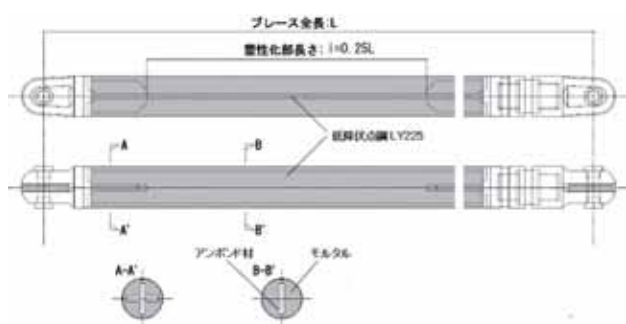 ブレース全長:L
塑性化部長さ: l=0.25L
低降伏点鋼LY225
A
B
A'
B'
アンボンド材
モルタル
A-A'
B-B'